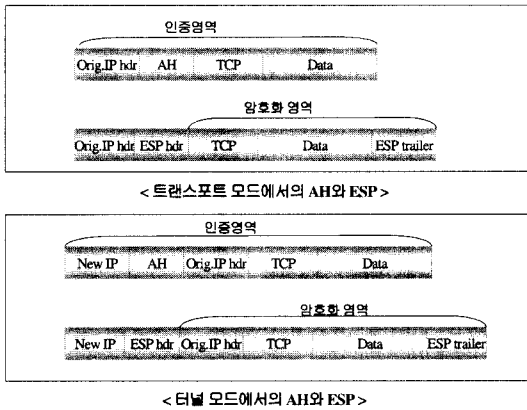 인증영역
Orig.IP hdr AH TCP Data
암호화 영역
Orig.IP hdr ESP hdr TCP Data ESP trailer
< 트랜스포트 모드에서의 AH와 ESP >
인증영역
New IP AH Orig.IP hdr TCP Data
암호화 영역
New IP ESP hdr Orig.IP hdr TCP Data ESP trailer
< 터널 모드에서의 AH와 ESP >